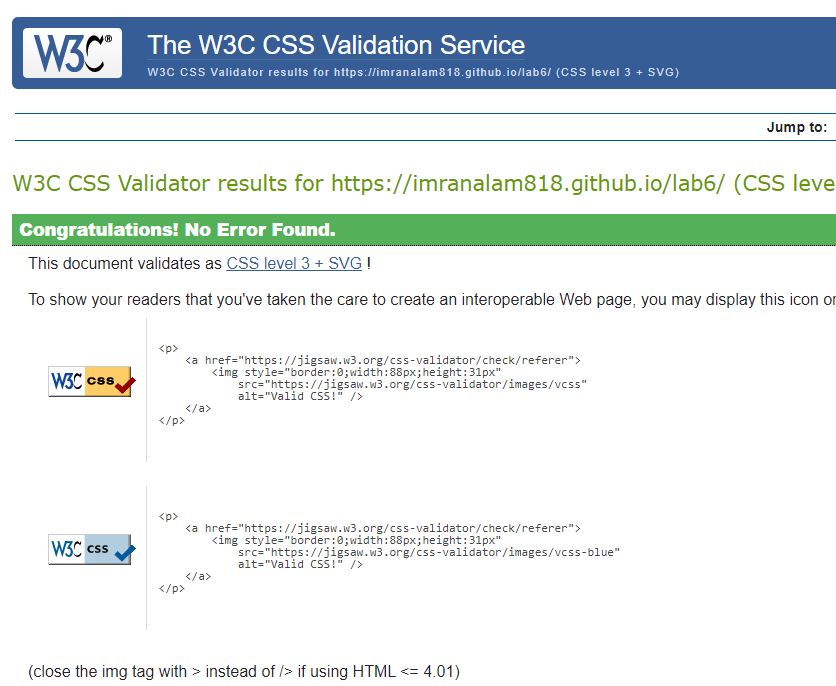 W3C®
The W3C CSS Validation Service
W3C CSS Validator results for https://imranalam818.github.io/lab6/ (CSS level 3 + SVG)
Jump to:
W3C CSS Validator results for https://imranalam818.github.io/lab6/ (CSS leve
Congratulations! No Error Found.
This document validates as CSS level 3 + SVG !
To show your readers that you've taken the care to create an interoperable Web page, you may display this icon or
<p>
<a href="https://jigsaw.w3.org/css-validator/check/referer">
<img style="border:0;width:88px;height:31px"
W3C css
src="https://jigsaw.w3.org/css-validator/images/vcss"
alt="Valid CSS!" />
</a>
</p>
<p>
<a href="https://jigsaw.w3.org/css-validator/check/referer">
<img style="border:0;width:88px;height:31px"
W3C css
src="https://jigsaw.w3.org/css-validator/images/vcss-blue"
alt="Valid CSS!" />
</a>
</p>
(close the img tag with > instead of /> if using HTML <= 4.01)